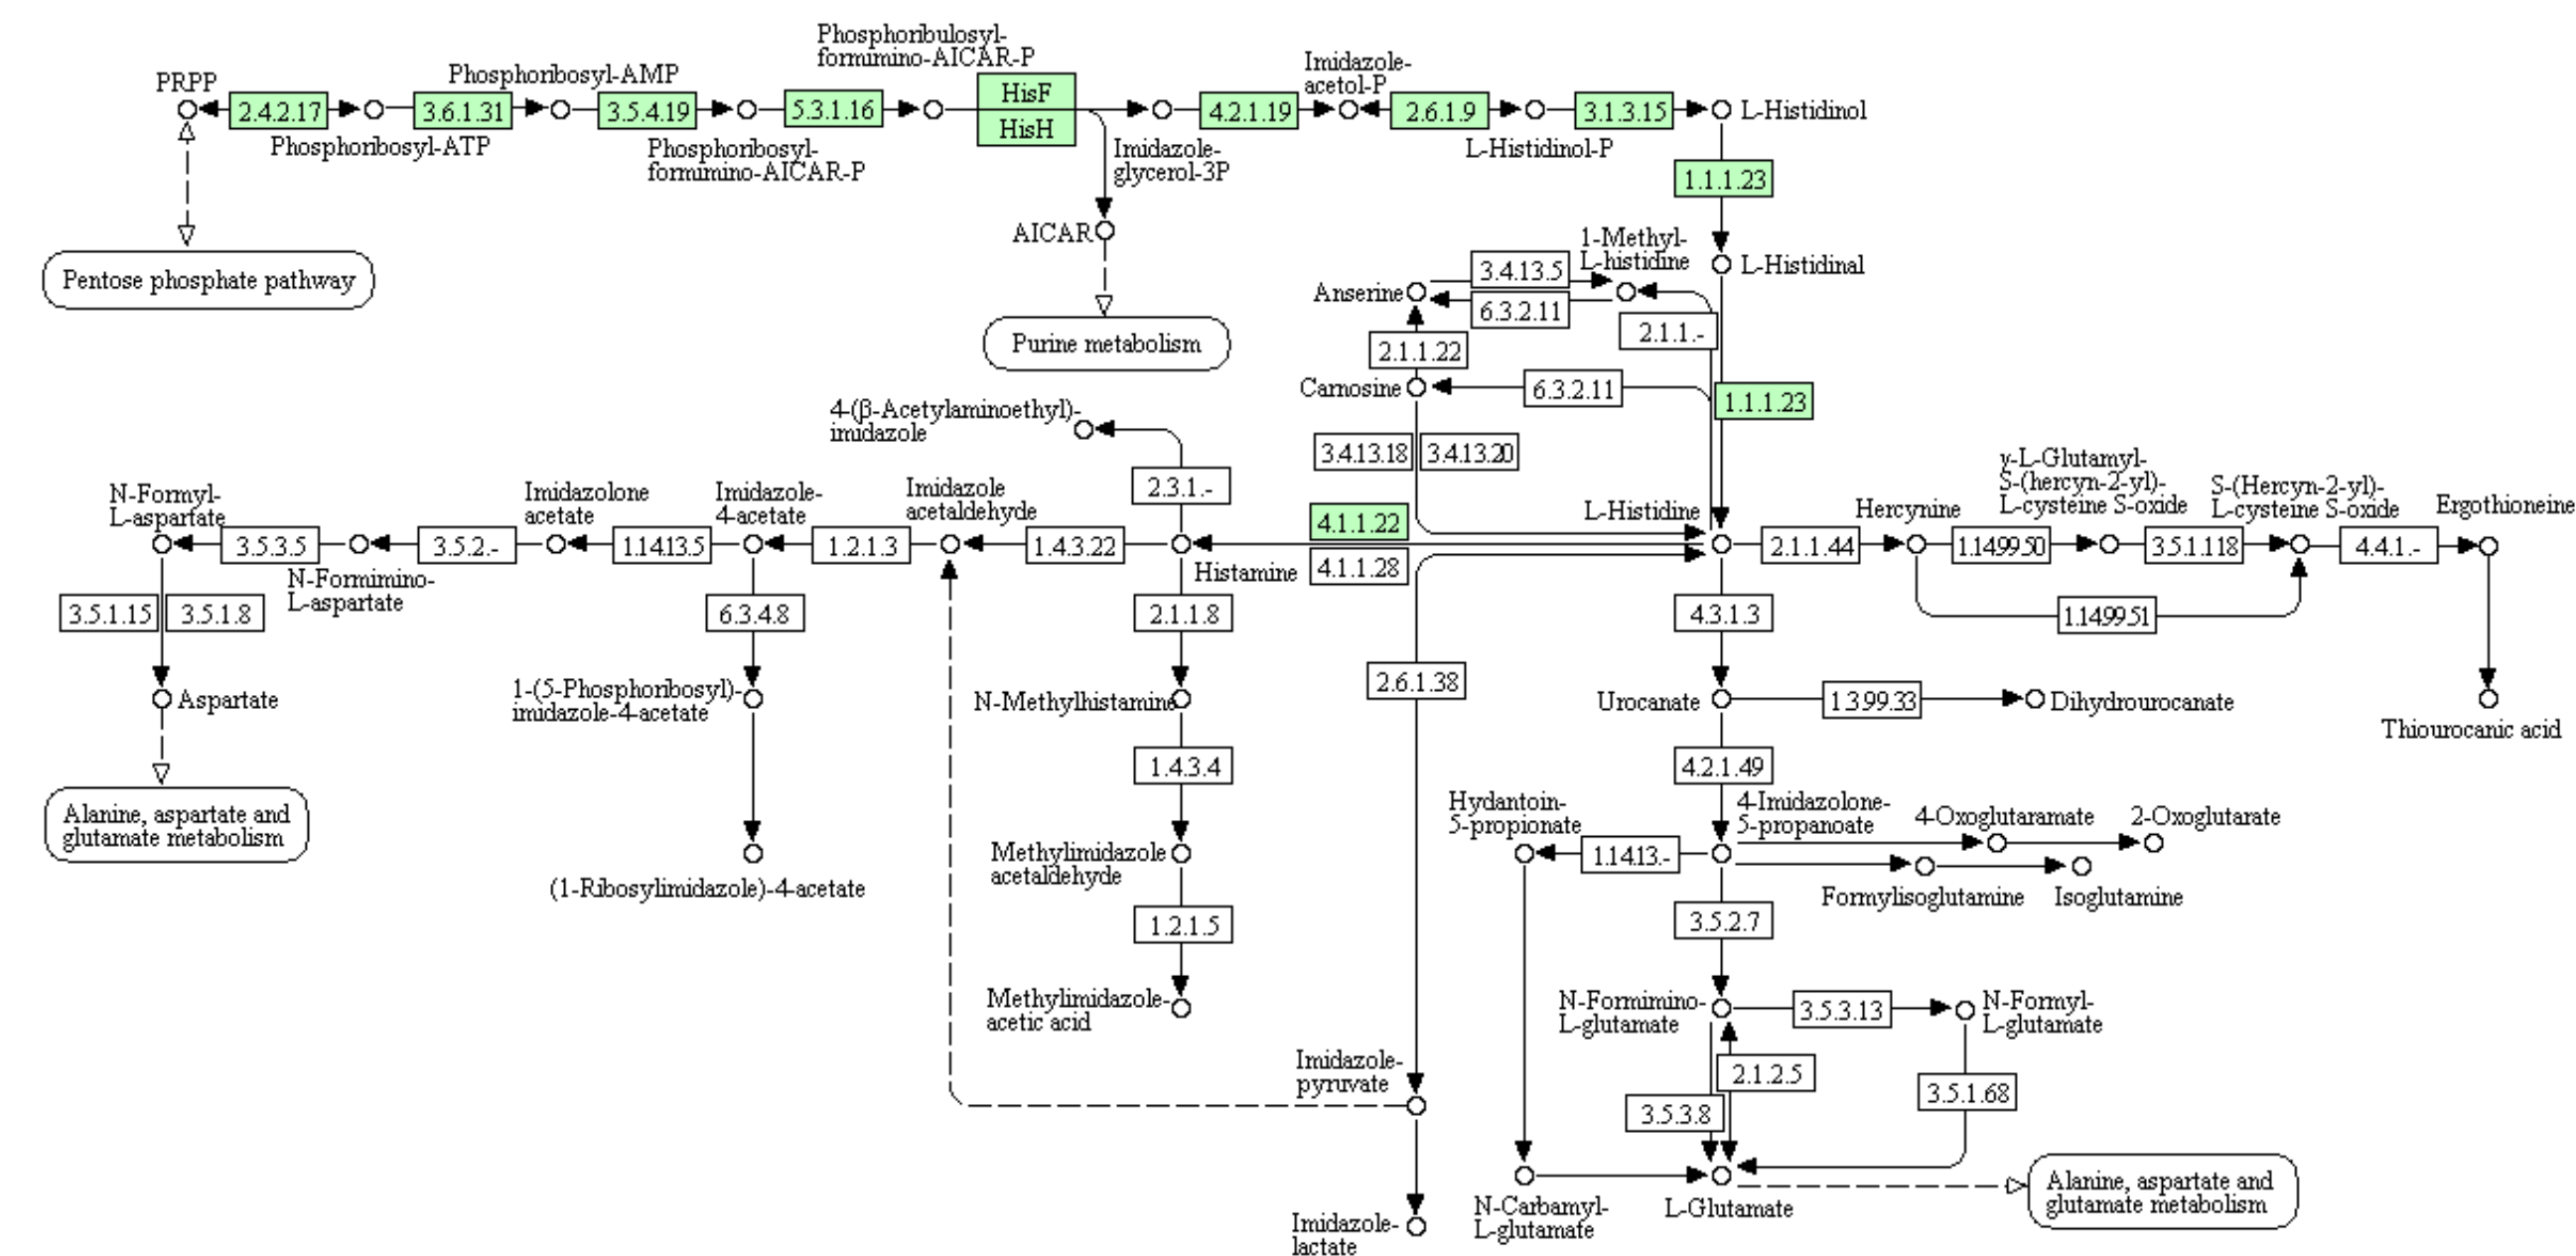 Phosphoribulosyl-
formimino-AICAR-P
PRPP
Phosphoribosyl-AMP
Imidazole-
acetol-P
2.4.2.17
3.6.1.31
3.5.4.19
5.3.1.16
HisF
HisH
4.2.1.19
2.6.1.9
3.1.3.15
L-Histidinol
Phosphoribosyl-ATP
Phosphoribosyl-
formimino-AICAR-P
Imidazole-
glycerol-3P
L-Histidinol-P
1.1.1.23
AICAR
Pentose phosphate pathway
Purine metabolism
1-Methyl-
L-histidine
L-Histidinal
3.4.13.5
Anserine
6.3.2.11
2.1.1.-
2.1.1.22
Carnosine
6.3.2.11
1.1.1.23
4-(β-Acetylaminoethyl)-
imidazole
3.4.13.18
3.4.13.20
2.3.1.-
N-Formyl-
L-aspartate
Imidazolone
acetate
Imidazole-
4-acetate
Imidazole
acetaldehyde
4.1.1.22
L-Histidine
Hercynine
γ-L-Glutamyl-
S-(hercyn-2-yl)-
L-cysteine S-oxide
S-(Hercyn-2-yl)-
L-cysteine S-oxide
Ergothioneine
3.5.3.5
3.5.2.-
1.14.13.5
1.2.1.3
1.4.3.22
Histamine
4.1.1.28
2.1.1.44
1.14.99.50
3.5.1.118
4.4.1.-
N-Formimino-
L-aspartate
3.5.1.15
3.5.1.8
6.3.4.8
2.1.1.8
4.3.1.3
1.14.99.51
Aspartate
1-(5-Phosphoribosyl)-
imidazole-4-acetate
N-Methylhistamine
2.6.1.38
Urocanate
1.3.99.33
Dihydrourocanate
Thiourocanic acid
1.4.3.4
4.2.1.49
Alanine, aspartate and
glutamate metabolism
Hydantoin-
5-propionate
4-Imidazolone-
5-propanoate
4-Oxoglutaramate
2-Oxoglutarate
Methylimidazole
acetaldehyde
1.14.13.-
(1-Ribosylimidazole)-4-acetate
Formylisoglutamine
Isoglutamine
1.2.1.5
3.5.2.7
Methylimidazole-
acetic acid
N-Formimino-
L-glutamate
3.5.3.13
N-Formyl-
L-glutamate
Imidazole-
pyruvate
2.1.2.5
3.5.3.8
3.5.1.68
N-Carbamyl-
L-glutamate
L-Glutamate
Alanine, aspartate and
glutamate metabolism
Imidazole-
lactate